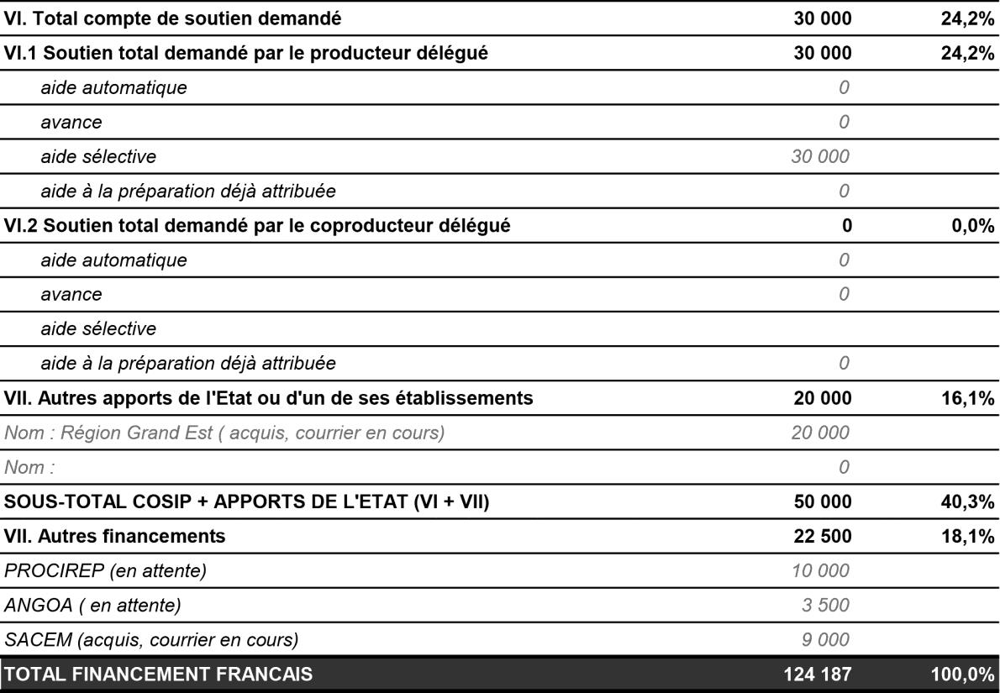 VI. Total compte de soutien demandé 30 000 24,2%
VI.1 Soutien total demandé par le producteur délégué 30 000 24,2%
aide automatique 0
avance 0
aide sélective 30 000
aide à la préparation déjà attribuée 0
VI.2 Soutien total demandé par le coproducteur délégué 0 0,0%
aide automatique 0
avance 0
aide sélective
aide à la préparation déjà attribuée 0
VII. Autres apports de l'Etat ou d'un de ses établissements 20 000 16,1%
Nom : Région Grand Est ( acquis, courrier en cours) 20 000
Nom : 0
SOUS-TOTAL COSIP + APPORTS DE L'ETAT (VI + VII) 50 000 40,3%
VII. Autres financements 22 500 18,1%
PROCIREP (en attente) 10 000
ANGOA ( en attente) 3 500
SACEM (acquis, courrier en cours) 9 000
TOTAL FINANCEMENT FRANCAIS 124 187 100,0%